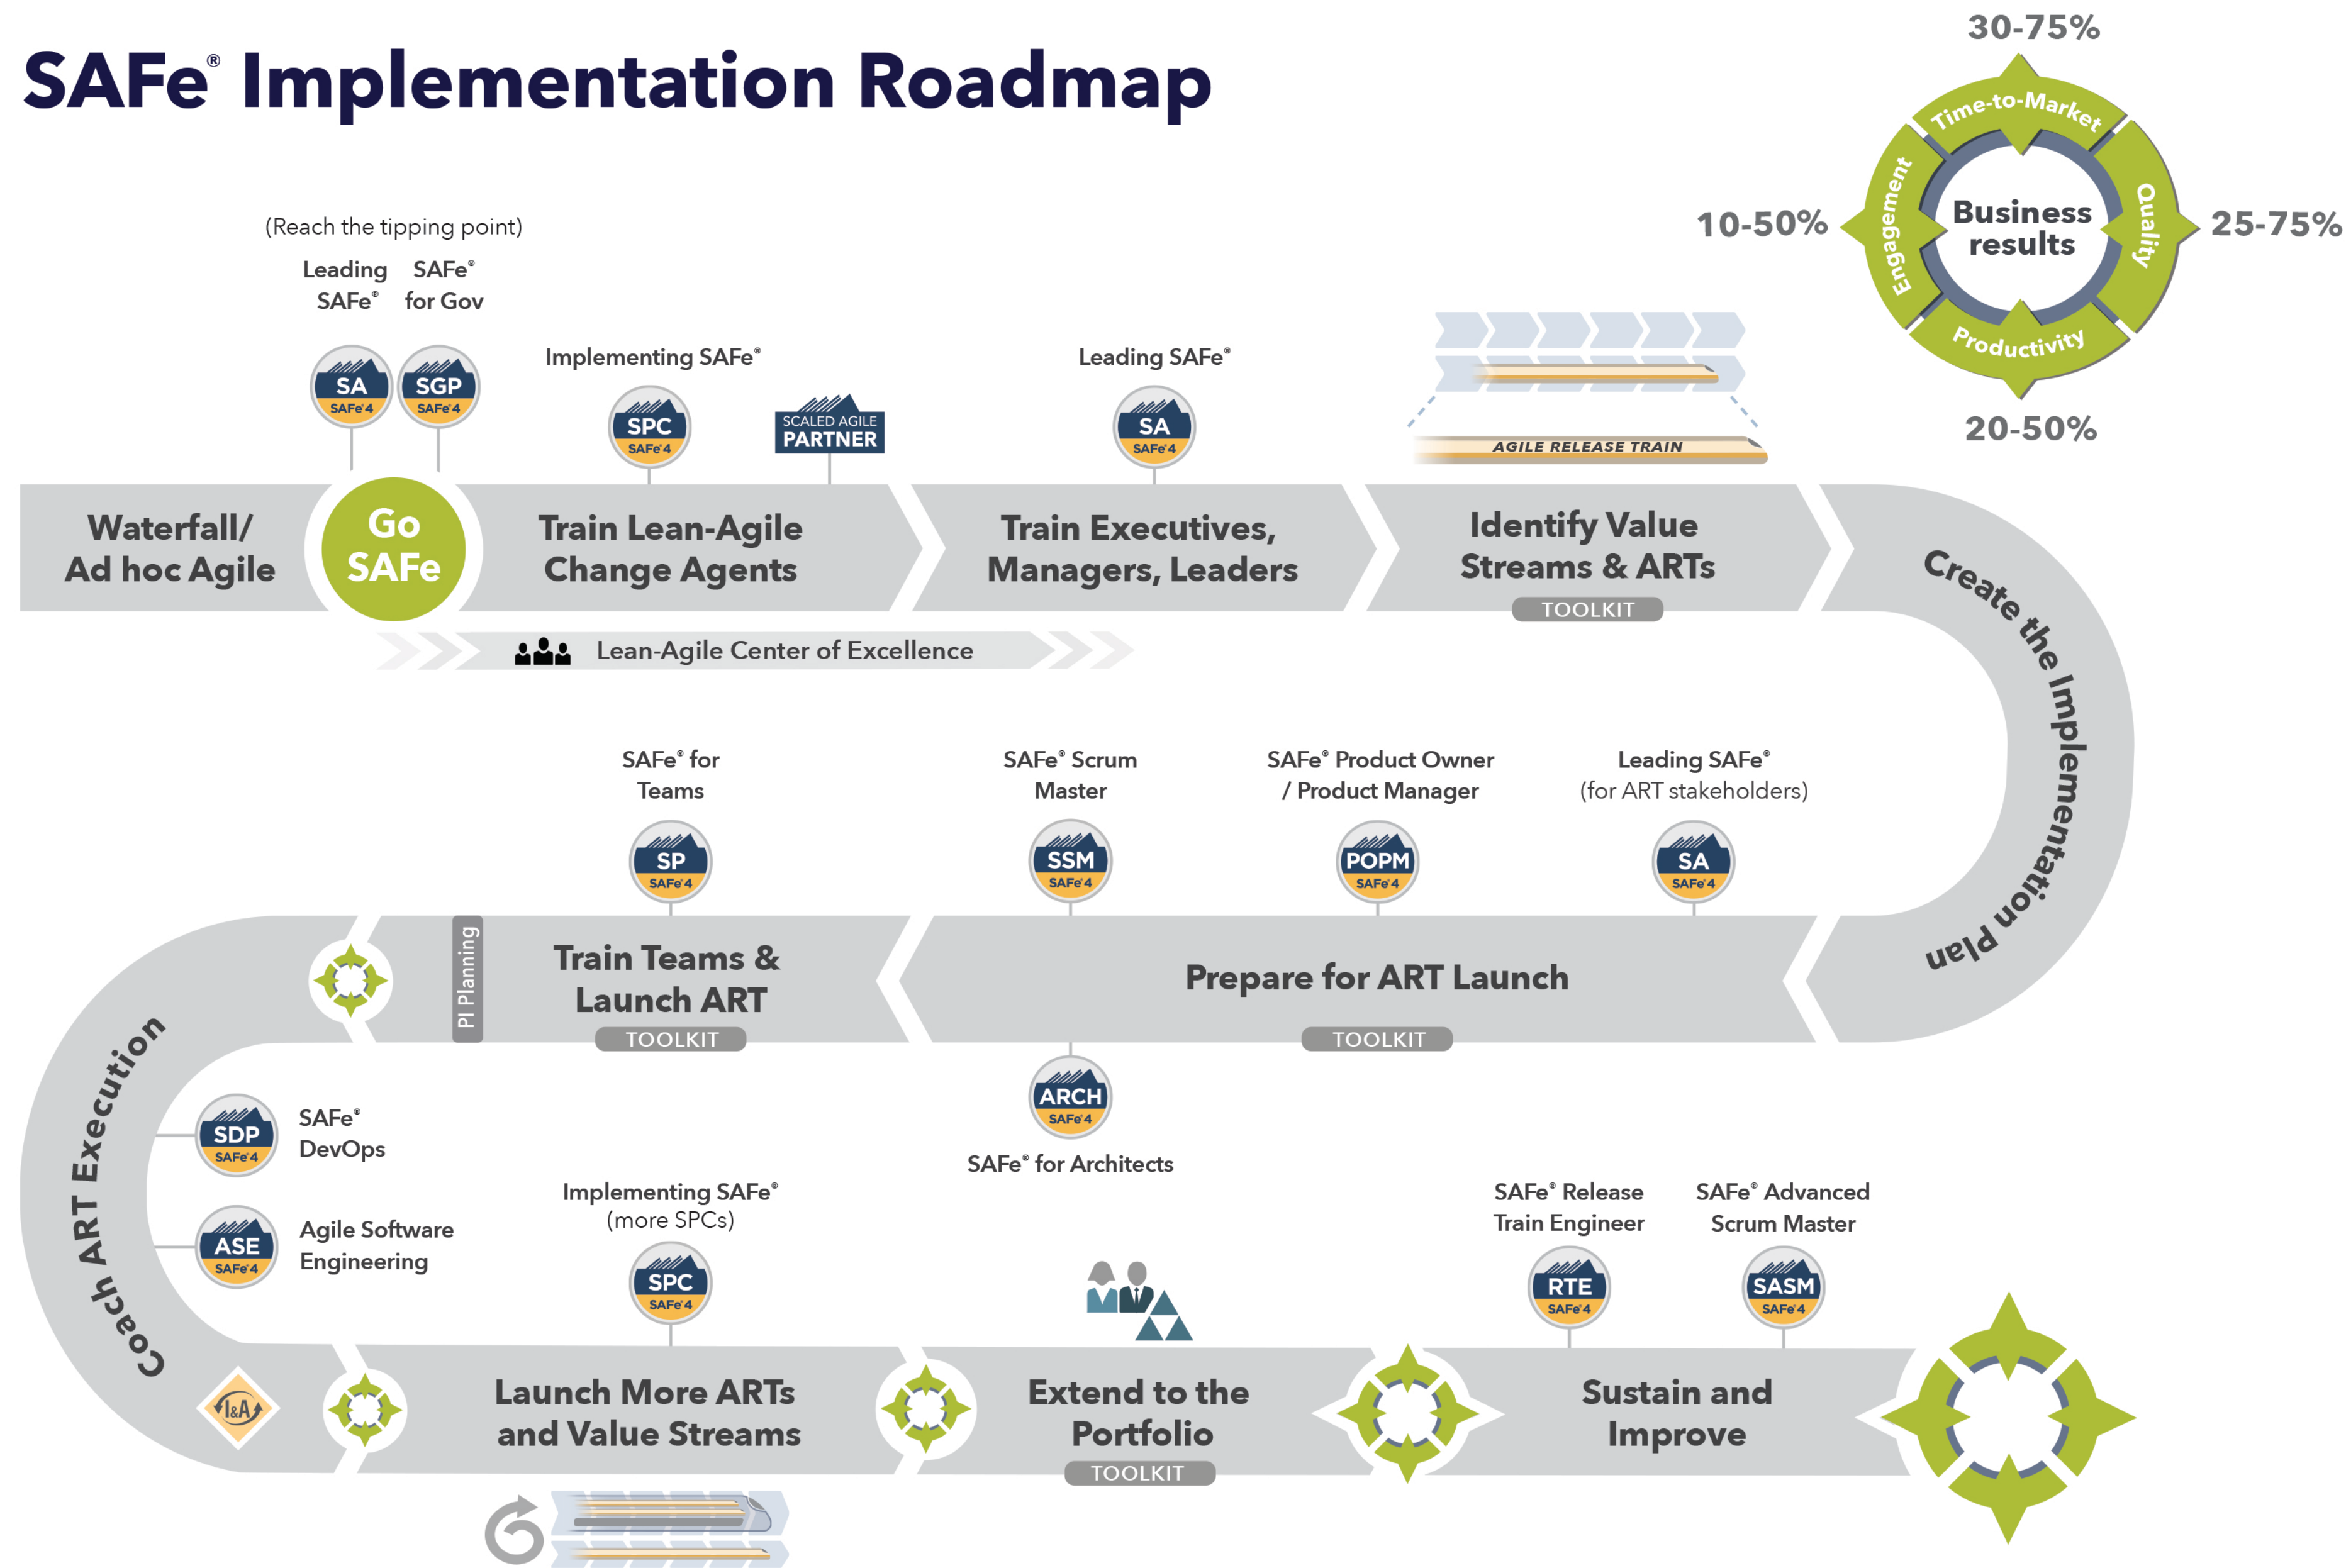 SAFe® Implementation Roadmap
30-75%
Time-to-Market
Engagement
Quality
Productivity
Business
results
10-50%
25-75%
20-50%
(Reach the tipping point)
Leading
SAFe®
SAFe®
for Gov
SA
SAFe®4
SGP
SAFe®4
Implementing SAFe®
SPC
SAFe®4
SCALED AGILE
PARTNER
Leading SAFe®
SA
SAFe®4
AGILE RELEASE TRAIN
Waterfall/
Ad hoc Agile
Go
SAFe
Train Lean-Agile
Change Agents
Train Executives,
Managers, Leaders
Identify Value
Streams & ARTs
TOOLKIT
Create the Implementation Plan
Lean-Agile Center of Excellence
SAFe® for
Teams
SP
SAFe®4
SAFe® Scrum
Master
SSM
SAFe®4
SAFe® Product Owner
/ Product Manager
POPM
SAFe®4
Leading SAFe®
(for ART stakeholders)
SA
SAFe®4
PI Planning
Train Teams &
Launch ART
TOOLKIT
Prepare for ART Launch
TOOLKIT
ARCH
SAFe®4
SAFe® for Architects
Coach ART Execution
SDP
SAFe®4
SAFe®
DevOps
ASE
SAFe®4
Agile Software
Engineering
I&A
Implementing SAFe®
(more SPCs)
SPC
SAFe®4
SAFe® Release
Train Engineer
RTE
SAFe®4
SAFe® Advanced
Scrum Master
SASM
SAFe®4
Launch More ARTs
and Value Streams
Extend to the
Portfolio
TOOLKIT
Sustain and
Improve